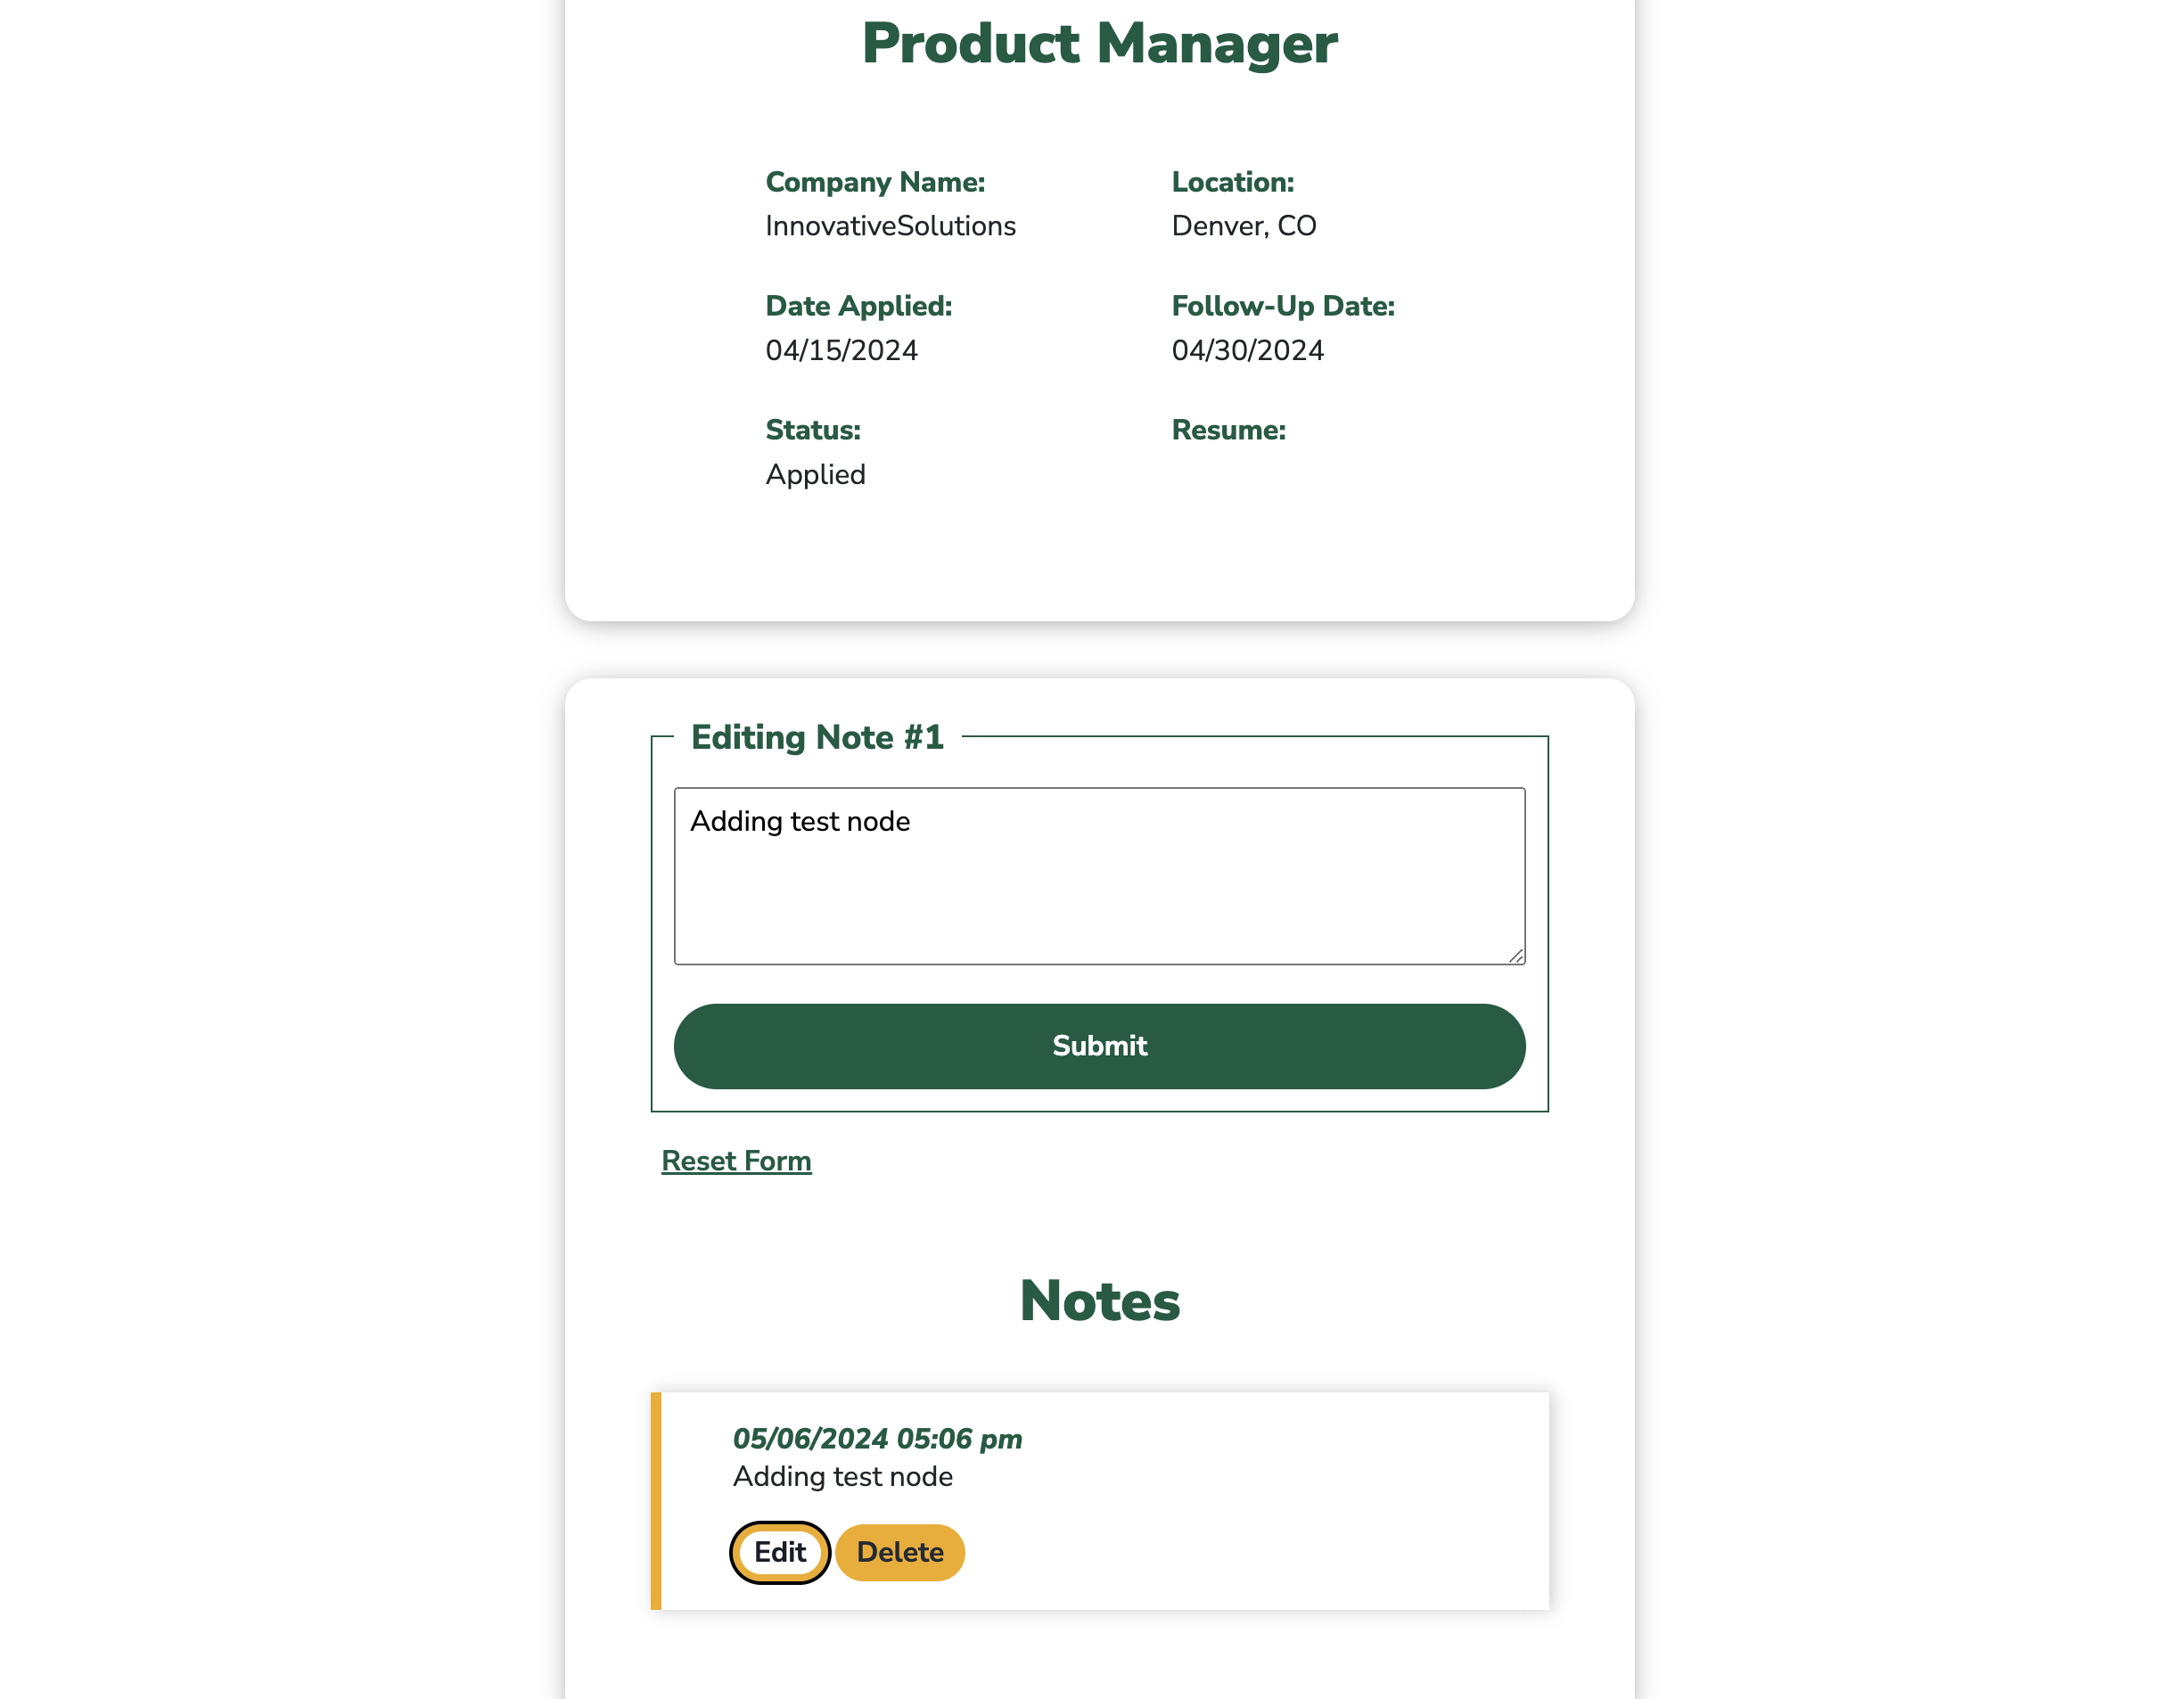 Product Manager
Company Name:
InnovativeSolutions
Location:
Denver, CO
Date Applied:
04/15/2024
Follow-Up Date:
04/30/2024
Status:
Applied
Resume:
Editing Note #1
Adding test node
Submit
Reset Form
Notes
05/06/2024 05:06 pm
Adding test node
Edit
Delete